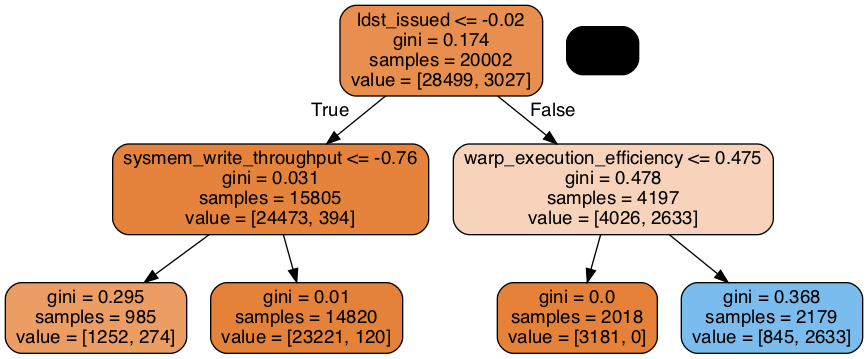 ldst_issued <= -0.02
gini = 0.174
samples = 20002
value = [28499, 3027]
True
False
sysmem_write_throughput <= -0.76
gini = 0.031
samples = 15805
value = [24473, 394]
warp_execution_efficiency <= 0.475
gini = 0.478
samples = 4197
value = [4026, 2633]
gini = 0.295
samples = 985
value = [1252, 274]
gini = 0.01
samples = 14820
value = [23221, 120]
gini = 0.0
samples = 2018
value = [3181, 0]
gini = 0.368
samples = 2179
value = [845, 2633]